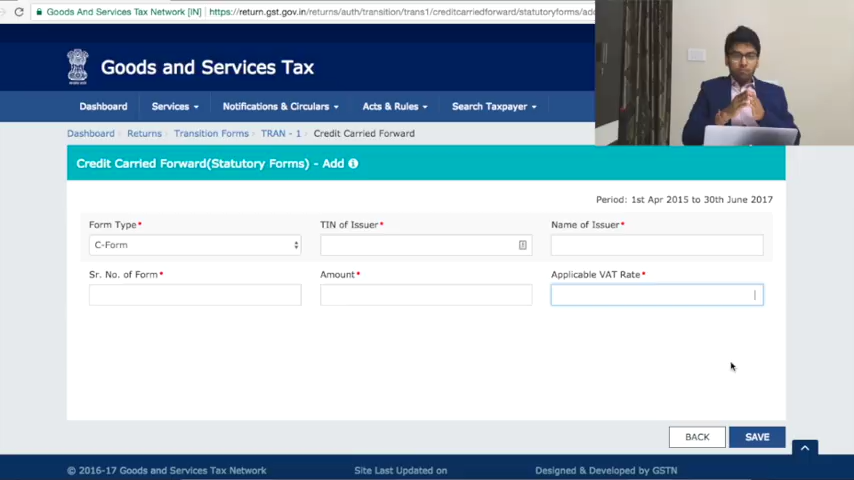 Goods And Services Tax Network [IN] https://return.gst.gov.in/returns/auth/transition/trans1/creditcarriedforward/statutoryforms/add
Goods and Services Tax
Dashboard Services Notifications & Circulars Acts & Rules Search Taxpayer
Dashboard Returns Transition Forms TRAN - 1 Credit Carried Forward
Credit Carried Forward(Statutory Forms) - Add
Period: 1st Apr 2015 to 30th June 2017
Form Type* TIN of Issuer* Name of Issuer*
C-Form
Sr. No. of Form* Amount* Applicable VAT Rate*
BACK SAVE
© 2016-17 Goods and Services Tax Network Site Last Updated on Designed & Developed by GSTN